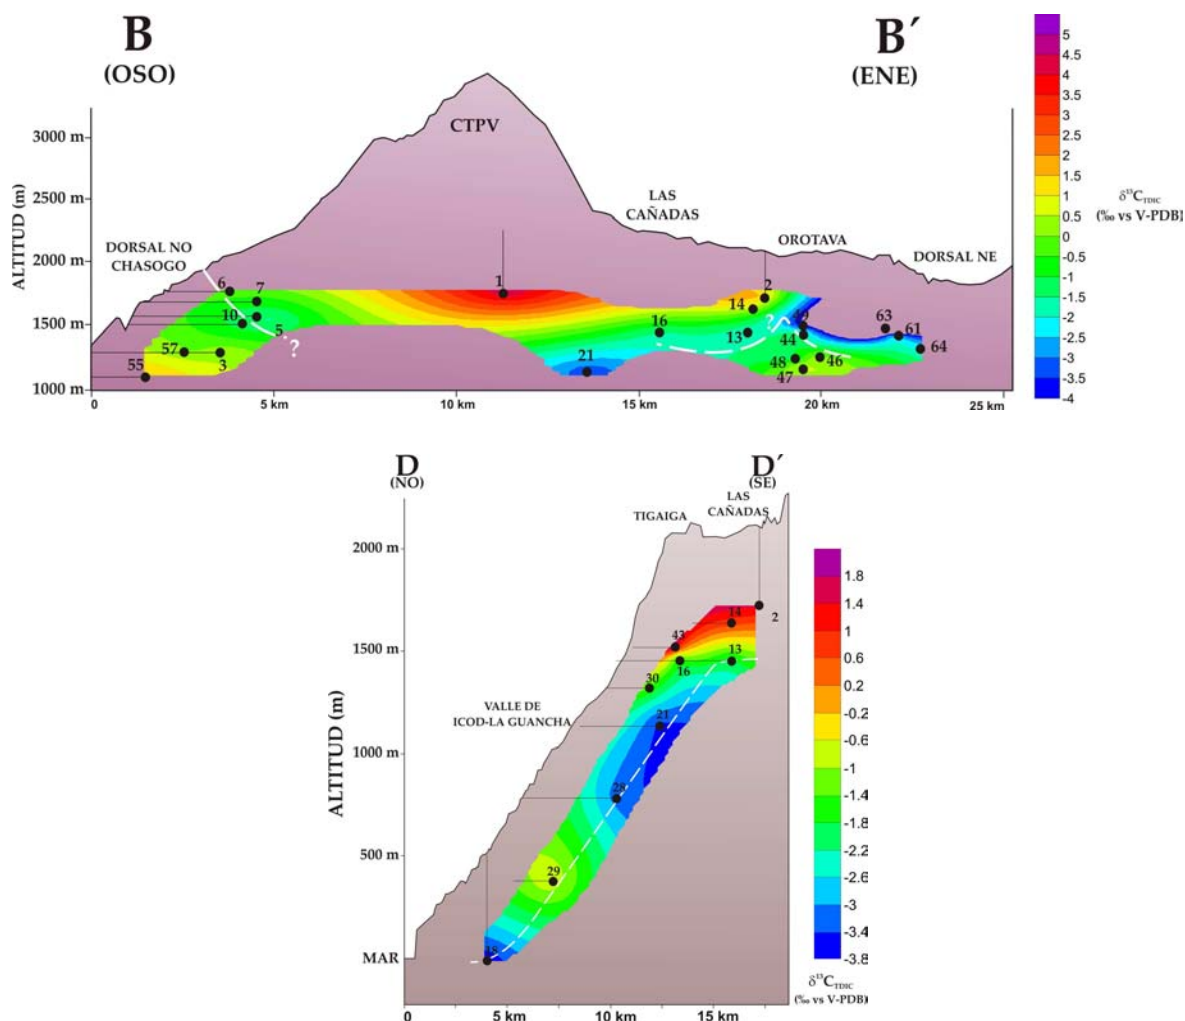 B
(OSO)
B´
(ENE)
CTPV
LAS
CAÑADAS
OROTAVA
DORSAL NE
DORSAL NO
CHASOGO
ALTITUD (m)
3000 m
2500 m
2000 m
1500 m
1000 m
0
5 km
10 km
15 km
20 km
25 km
6
7
10
5
57
3
55
?
1
21
16
13
14
2
?
44
48
47
46
63
61
64
5
4.5
4
3.5
3
2.5
2
1.5
1
0.5
0
-0.5
-1
-1.5
-2
-2.5
-3
-3.5
-4
δ¹³C_TDIC
(‰ vs V-PDB)
D
(NO)
D´
(SE)
LAS
CAÑADAS
TIGAIGA
VALLE DE
ICOD-LA GUANCHA
ALTITUD (m)
2000 m
1500 m
1000 m
500 m
MAR
0
5 km
10 km
15 km
2
14
43
13
16
30
21
28
29
1.8
1.4
1
0.6
0.2
-0.2
-0.6
-1
-1.4
-1.8
-2.2
-2.6
-3
-3.4
-3.8
δ¹³C_TDIC
(‰ vs V-PDB)